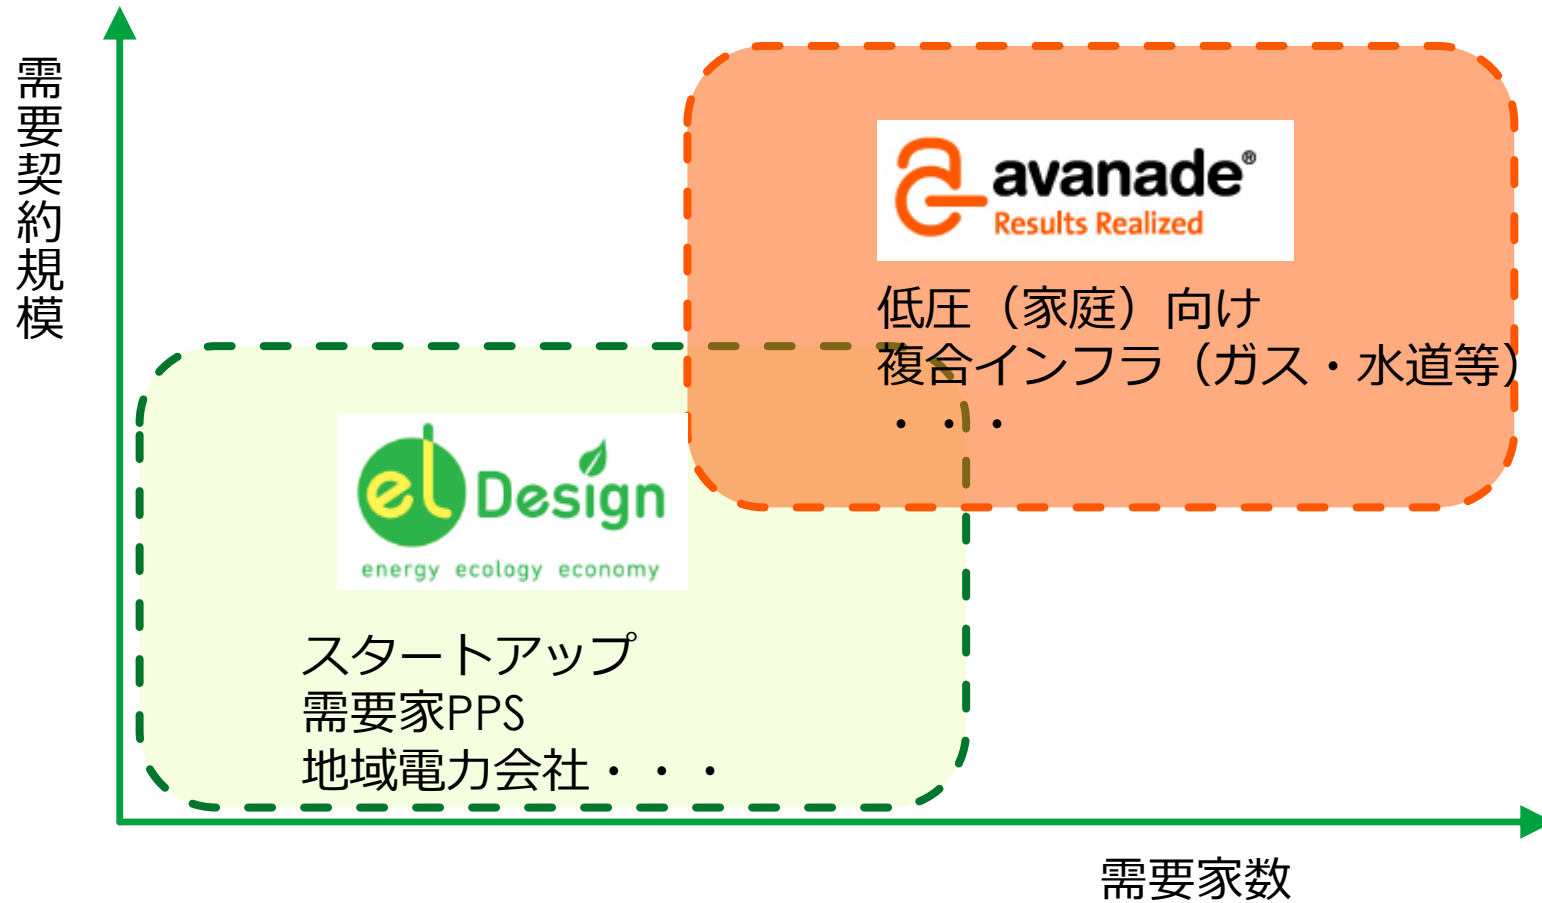 需要契約規模
avanade®
Results Realized
低圧（家庭）向け
複合インフラ（ガス・水道等）
・・・
el Design
energy ecology economy
スタートアップ
需要家PPS
地域電力会社・・・
需要家数